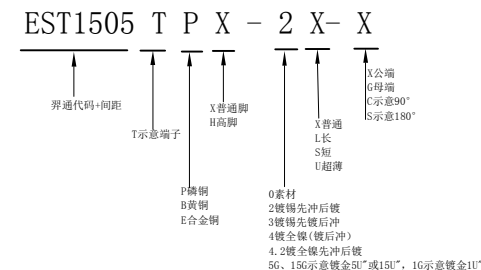 EST1505 T P X - 2 X- X
羿通代码+间距
T示意端子
X普通脚
H高脚
P磷铜
B黄铜
E合金铜
0素材
2镀锡先冲后镀
3镀锡先镀后冲
4镀全镍(镀后冲)
4.2镀全镍先冲后镀
5G、15G示意镀金5U"或15U"，1G示意镀金1U"
X普通
L长
S短
U超薄
X公端
G母端
C示意90°
S示意180°